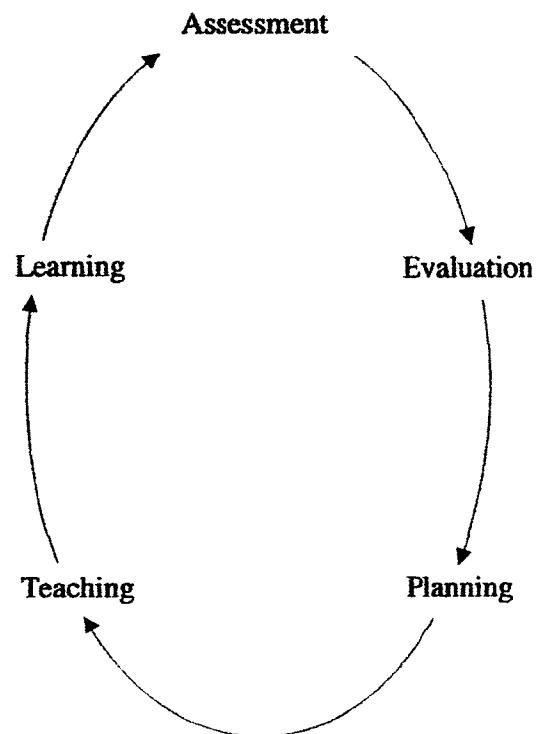 Assessment
Learning
Evaluation
Teaching
Planning